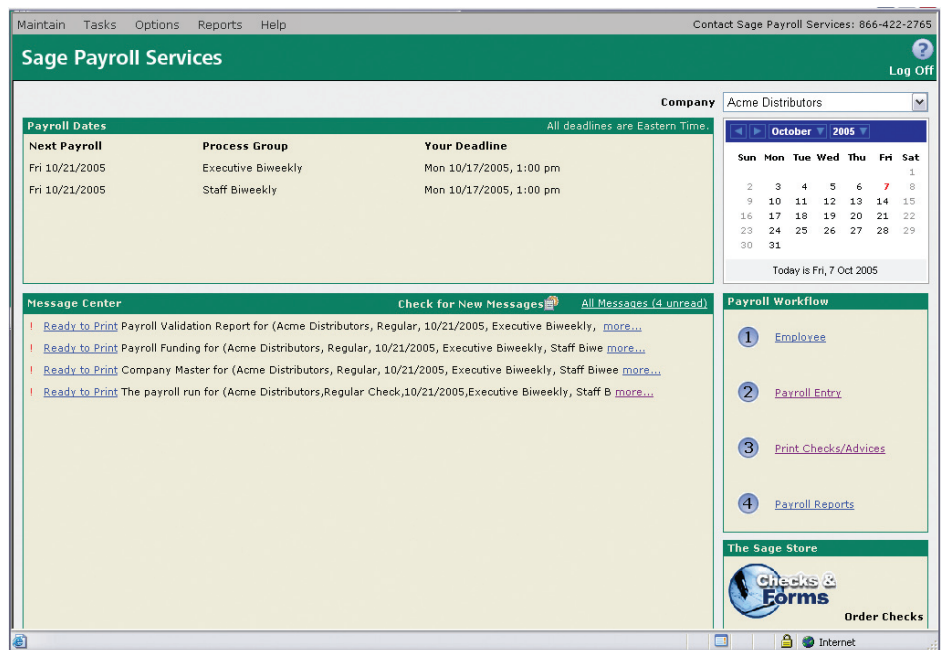 Maintain Tasks Options Reports Help Contact Sage Payroll Services: 866-422-2765
Sage Payroll Services
?
Log Off
Company Acme Distributors
Payroll Dates All deadlines are Eastern Time.
Next Payroll Process Group Your Deadline
Fri 10/21/2005 Executive Biweekly Mon 10/17/2005, 1:00 pm
Fri 10/21/2005 Staff Biweekly Mon 10/17/2005, 1:00 pm
October 2005
Sun Mon Tue Wed Thu Fri Sat
1
2 3 4 5 6 7 8
9 10 11 12 13 14 15
16 17 18 19 20 21 22
23 24 25 26 27 28 29
30 31
Today is Fri, 7 Oct 2005
Message Center Check for New Messages All Messages (4 unread)
! Ready to Print Payroll Validation Report for (Acme Distributors, Regular, 10/21/2005, Executive Biweekly, more...
! Ready to Print Payroll Funding for (Acme Distributors, Regular, 10/21/2005, Executive Biweekly, Staff Biwe more...
! Ready to Print Company Master for (Acme Distributors, Regular, 10/21/2005, Executive Biweekly, Staff Biwee more...
! Ready to Print The payroll run for (Acme Distributors,Regular Check,10/21/2005,Executive Biweekly, Staff B more...
Payroll Workflow
1 Employee
2 Payroll Entry
3 Print Checks/Advices
4 Payroll Reports
The Sage Store
Checks &
Forms
Order Checks
Internet